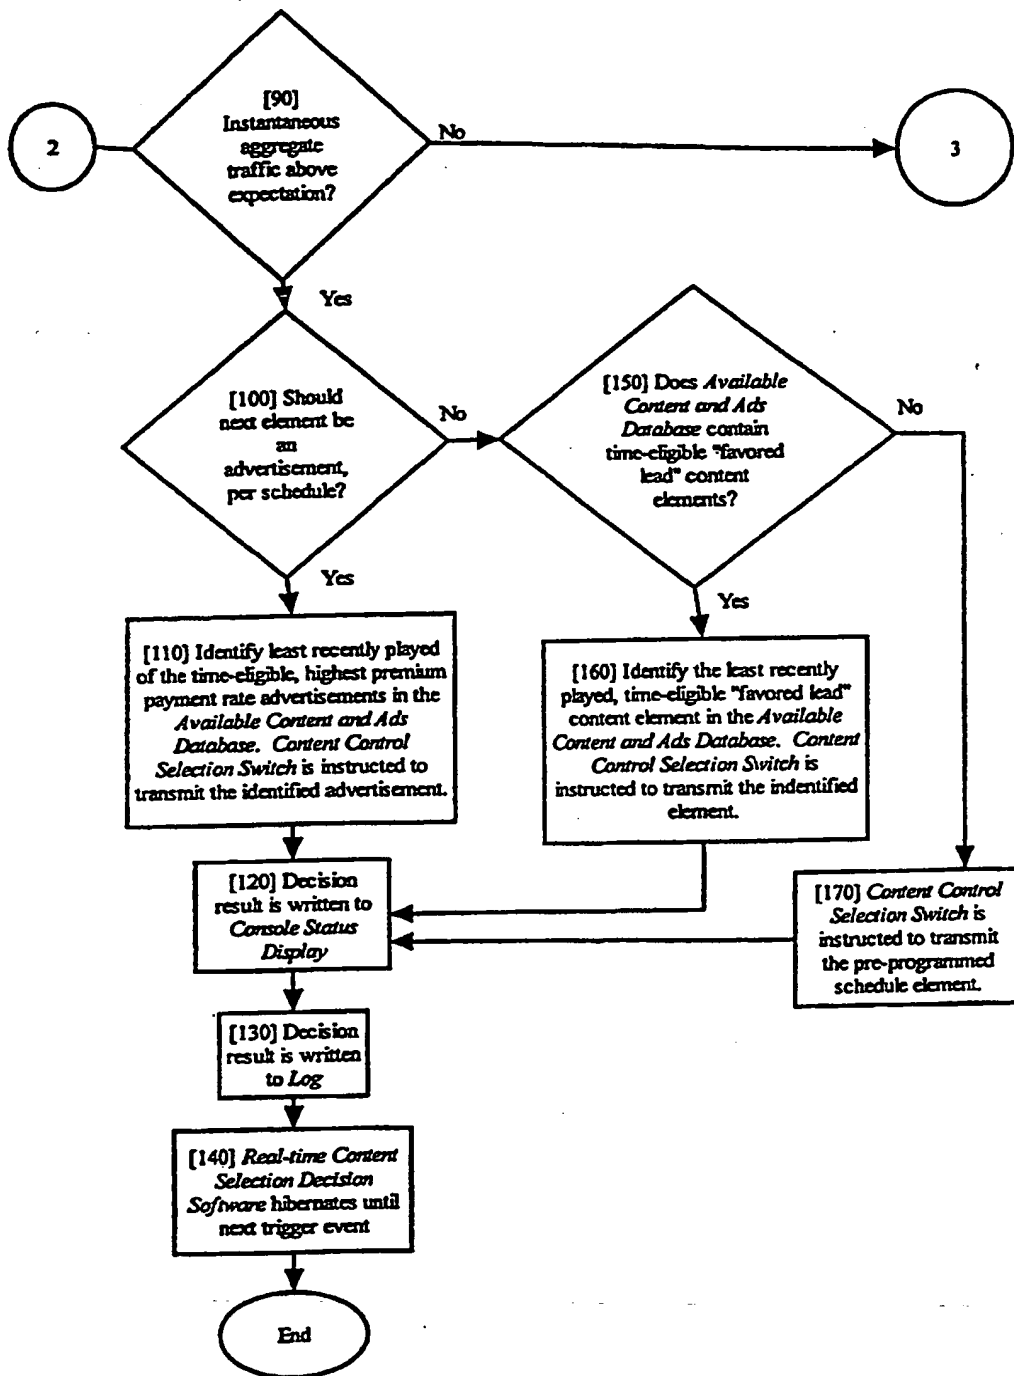 2
[90]
Instantaneous
aggregate
traffic above
expectation?
No
3
Yes
[100] Should
next element be
an
advertisement,
per schedule?
No
[150] Does Available
Content and Ads
Database contain
time-eligible "favored
lead" content
elements?
No
Yes
Yes
[110] Identify least recently played
of the time-eligible, highest premium
payment rate advertisements in the
Available Content and Ads
Database. Content Control
Selection Switch is instructed to
transmit the identified advertisement.
[160] Identify the least recently
played, time-eligible "favored lead"
content element in the Available
Content and Ads Database. Content
Control Selection Switch is
instructed to transmit the indentified
element.
[120] Decision
result is written to
Console Status
Display
[170] Content Control
Selection Switch is
instructed to transmit
the pre-programmed
schedule element.
[130] Decision
result is written
to Log
[140] Real-time Content
Selection Decision
Software hibernates until
next trigger event
End